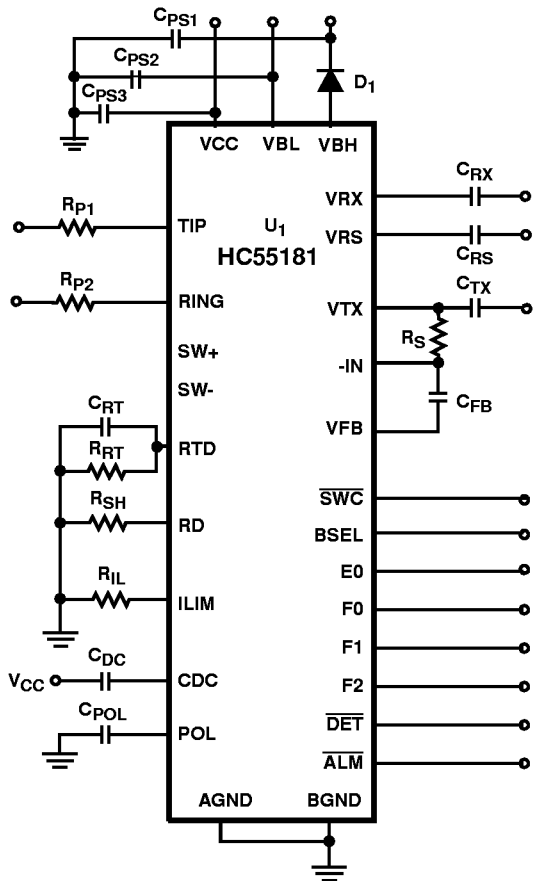 CPS1
CPS2
D1
CPS3
VCC VBL VBH
CRX
VRX
RP1
TIP
U1
HC55181
VRS
CRS
RP2
CTX
RING
VTX
RS
SW+
-IN
SW-
CFB
CRT
VFB
RTD
RRT
RSH
SWC
RD
BSEL
RIL
E0
ILIM
F0
F1
CDC
VCC
CDC
F2
CPOL
POL
DET
ALM
AGND BGND